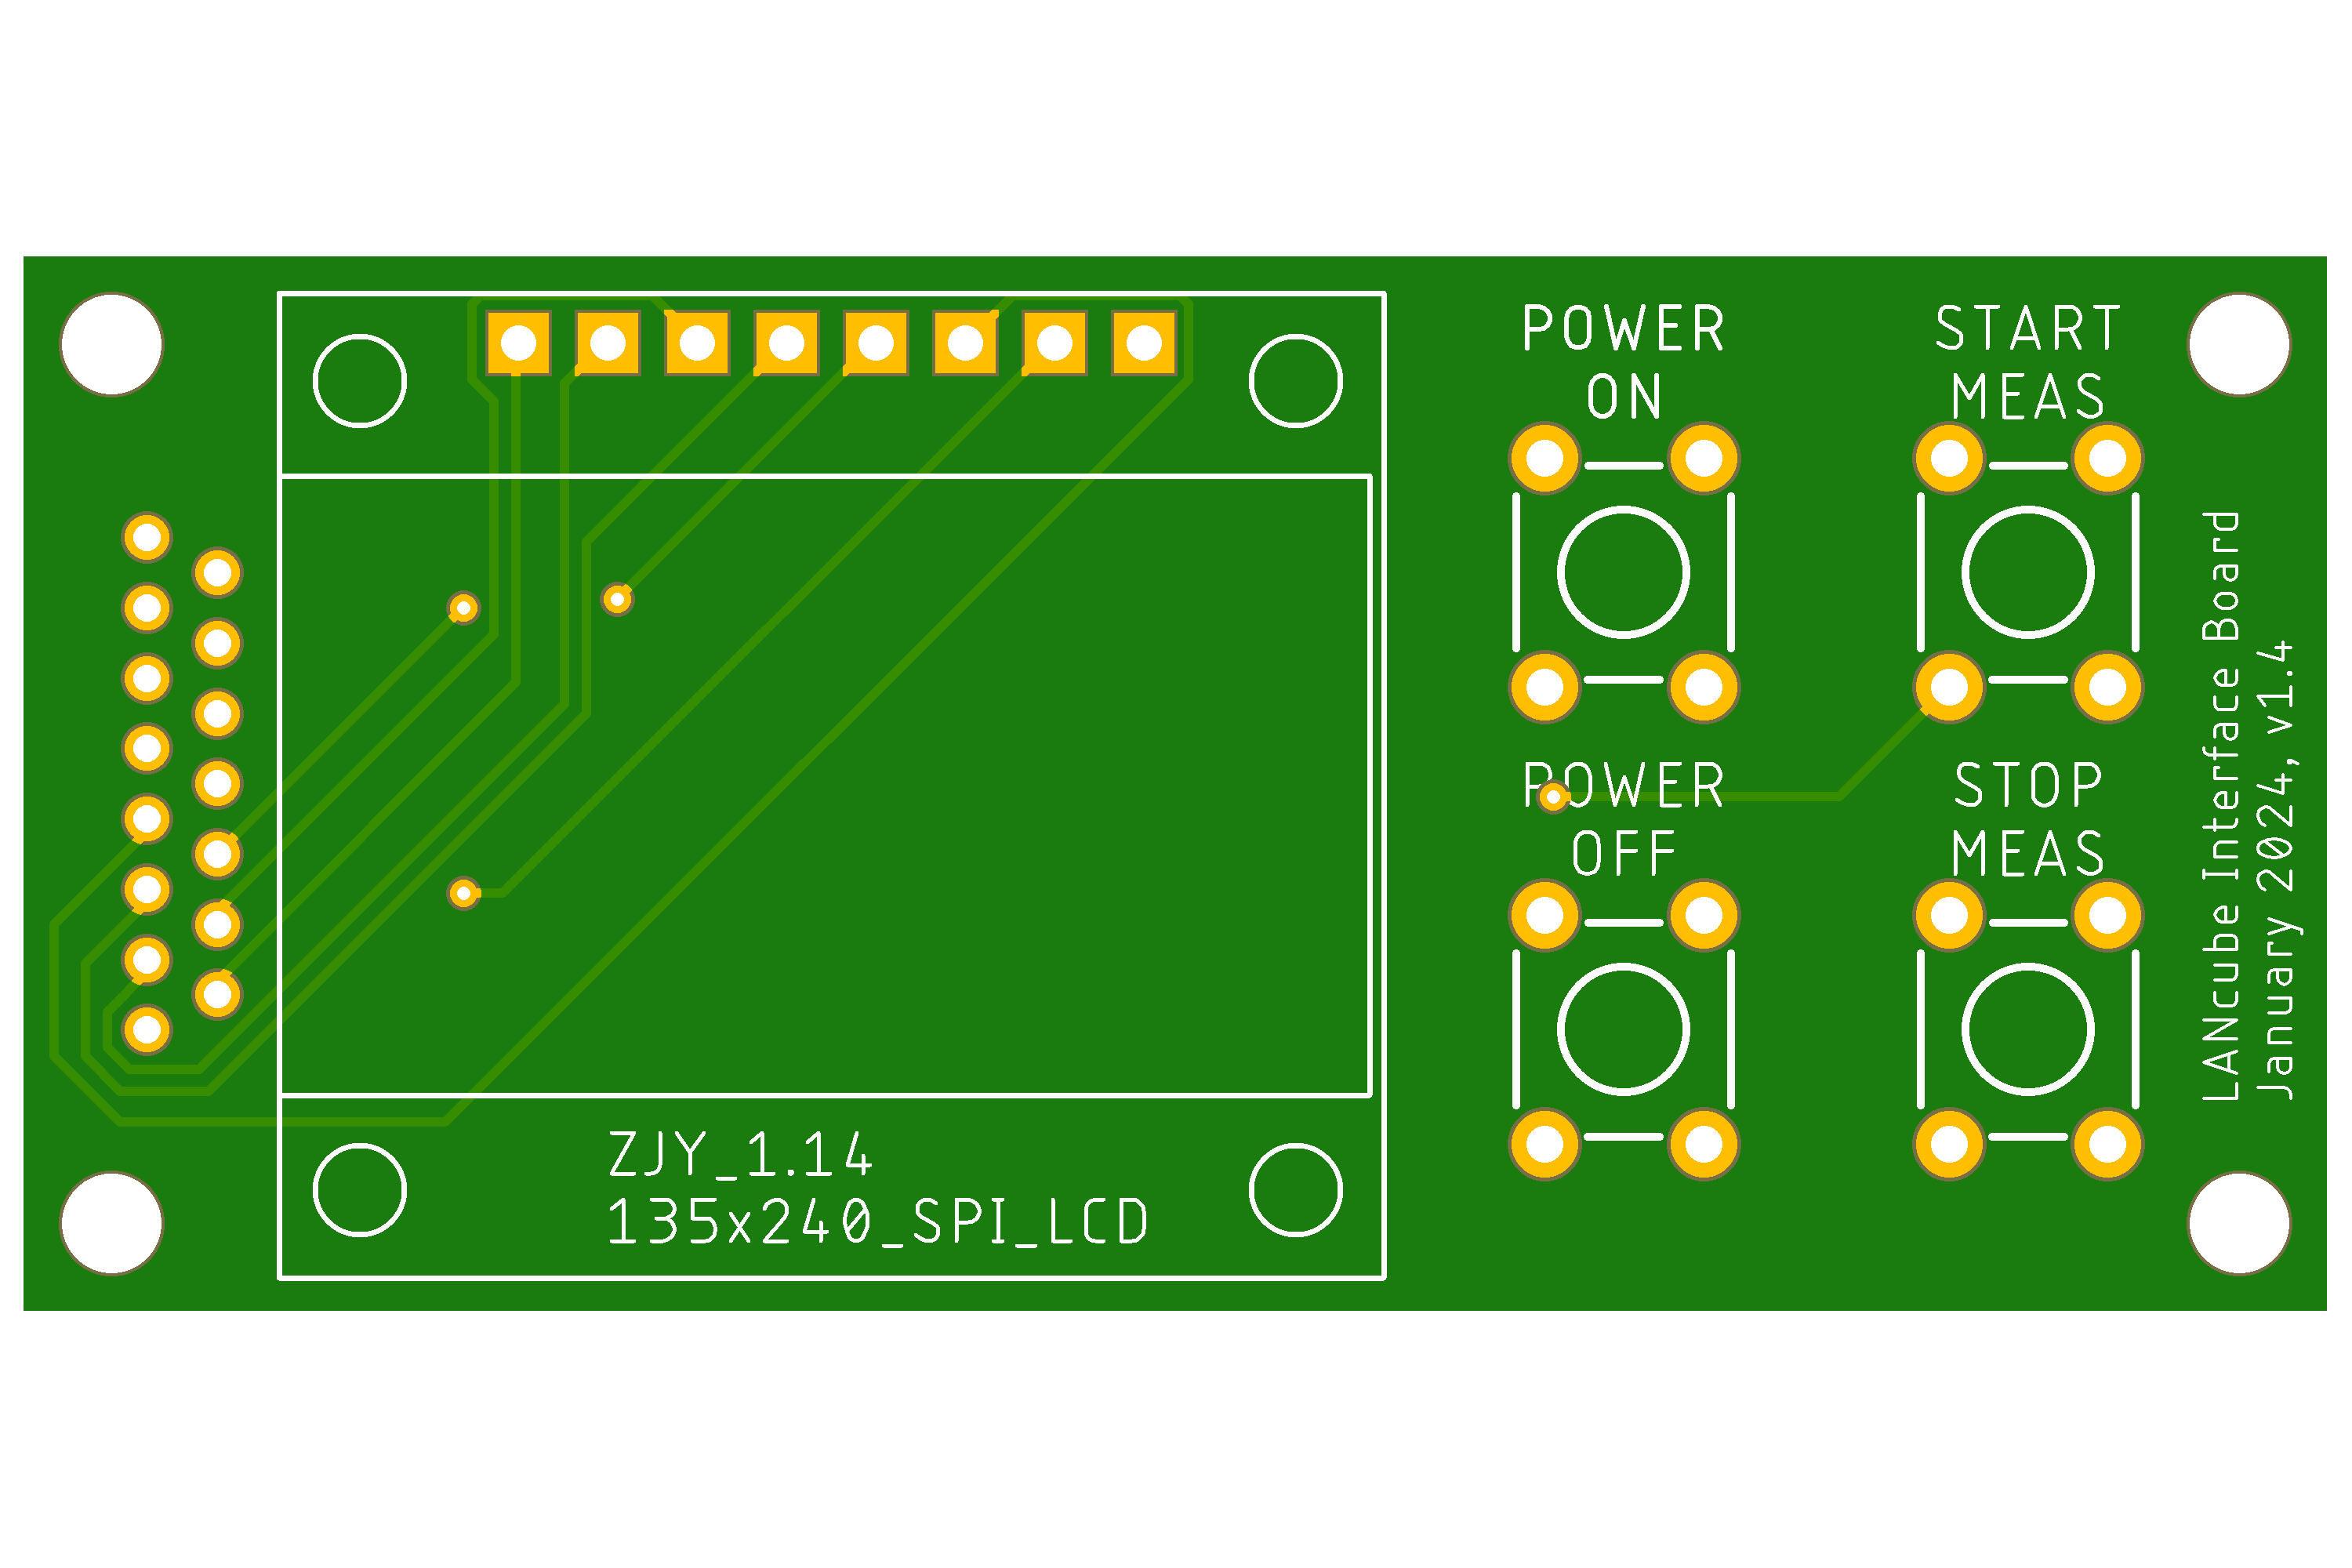 POWER
ON
START
MEAS
POWER
OFF
STOP
MEAS
ZJY_1.14
135x240_SPI_LCD
LANcube Interface Board
January 2024, v1.4